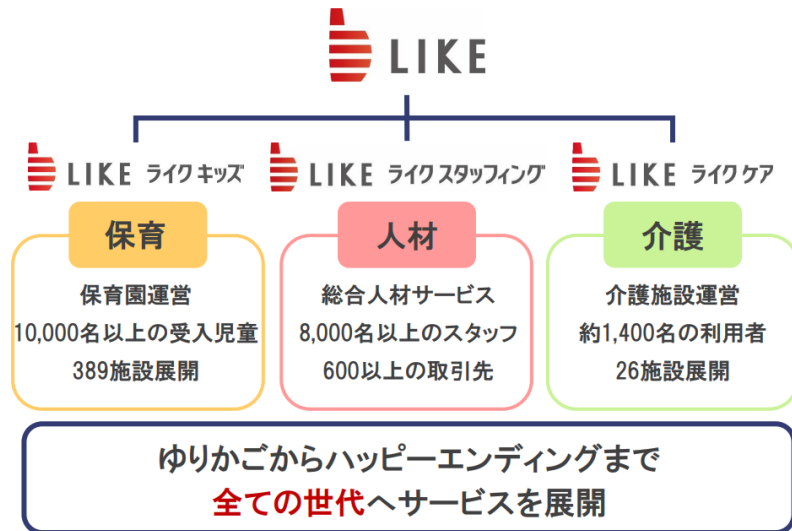 LIKE
LIKE ライクキッズ
LIKE ライクスタッフィング
LIKE ライクケア
保育
保育園運営
10,000名以上の受入児童
389施設展開
人材
総合人材サービス
8,000名以上のスタッフ
600以上の取引先
介護
介護施設運営
約1,400名の利用者
26施設展開
ゆりかごからハッピーエンディングまで
全ての世代へサービスを展開